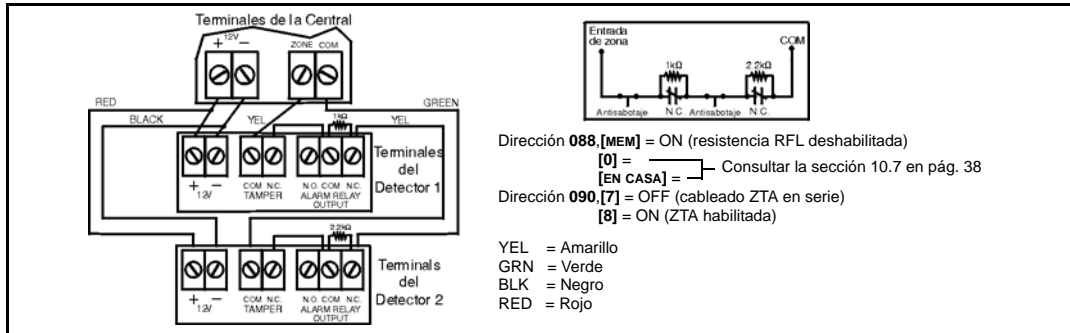 Terminales de la Central
+ 12V −
ZONE COM
RED
GREEN
BLACK
YEL
1kΩ
YEL
+ 12V −
COM N.C.
TAMPER
N.O. COM N.C.
ALARM RELAY
OUTPUT
Terminales
del
Detector 1
2.2kΩ
+ 12V −
COM N.C.
TAMPER
N.O. COM N.C.
ALARM RELAY
OUTPUT
Terminals
del
Detector 2
Entrada
de zona
COM
1kΩ
2.2kΩ
Antisabotaje N.C. Antisabotaje N.C.
Dirección 088,[MEM] = ON (resistencia RFL deshabilitada)
[0] =
[EN CASA] =
Consultar la sección 10.7 en pág. 38
Dirección 090,[7] = OFF (cableado ZTA en serie)
[8] = ON (ZTA habilitada)
YEL = Amarillo
GRN = Verde
BLK = Negro
RED = Rojo